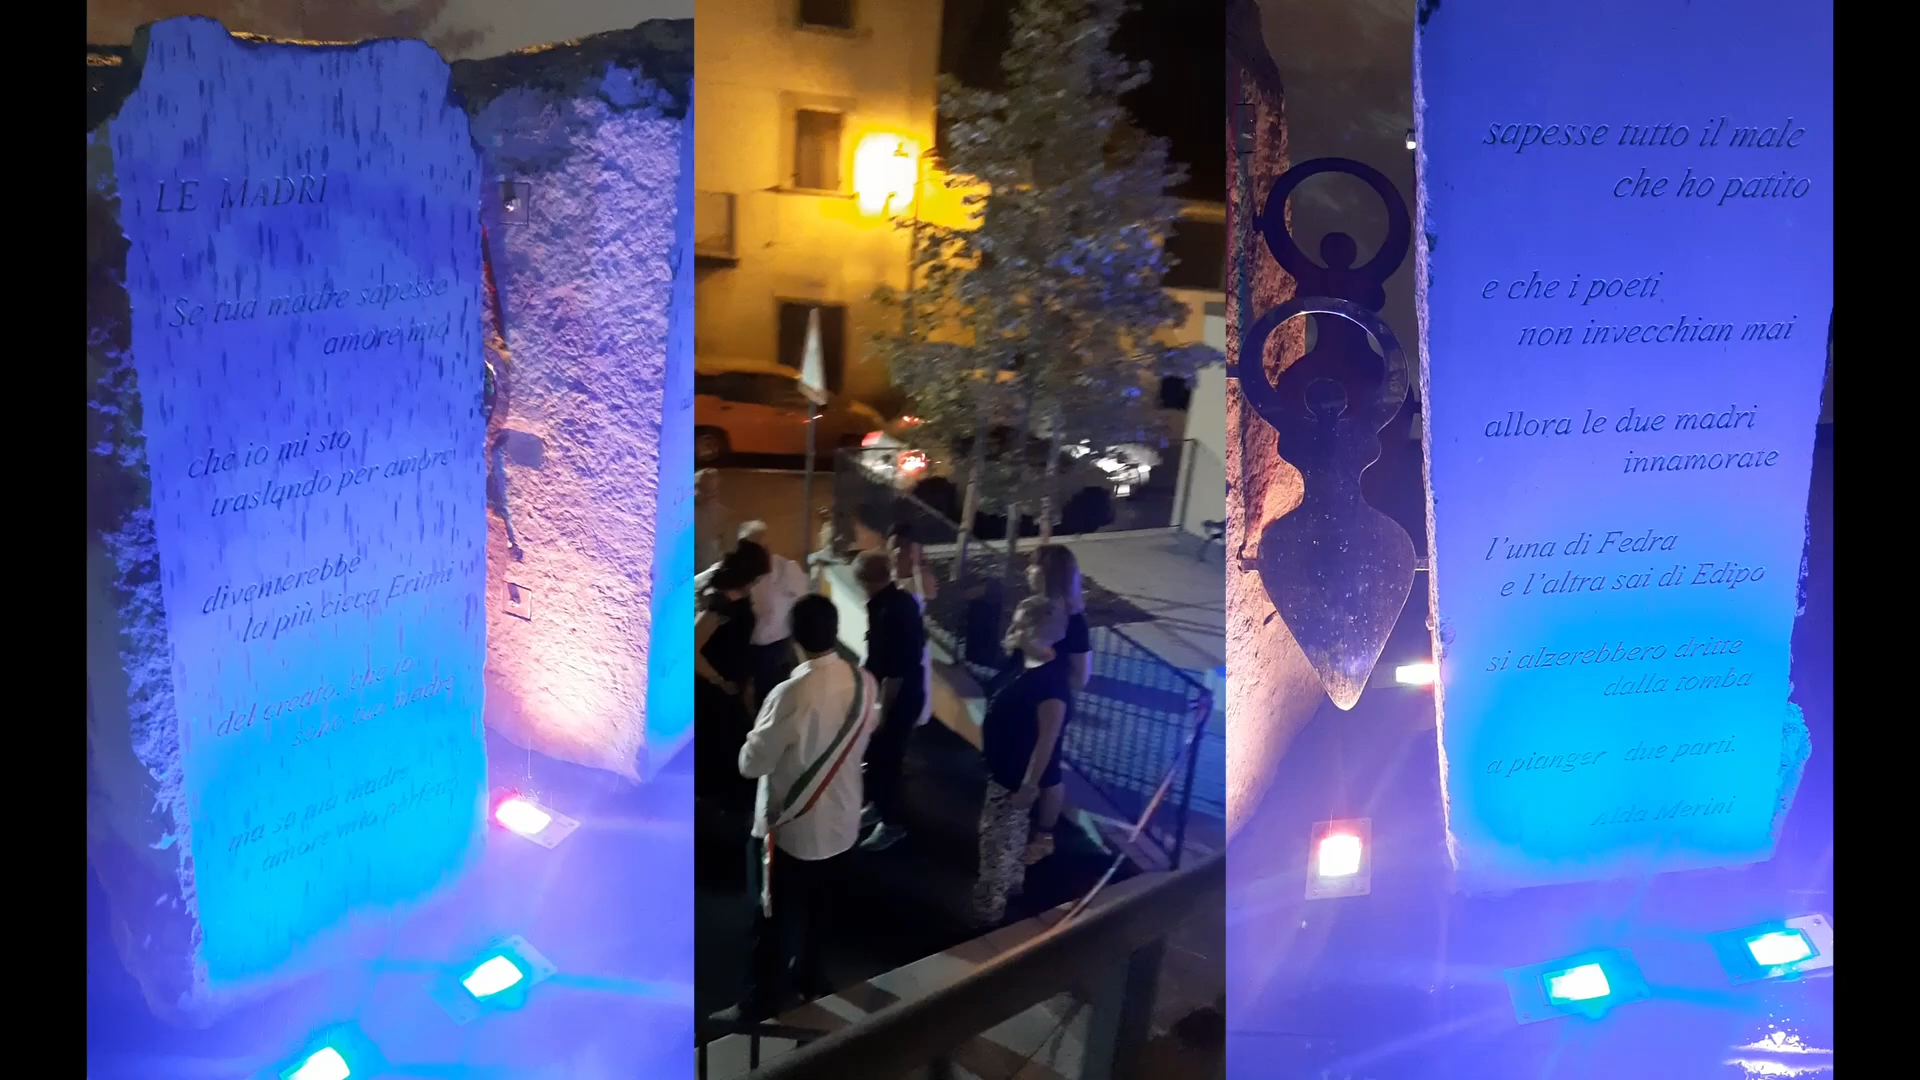 LE MADRI
Se tua madre sapesse
amore mio
che io mi sto
traslando per amore
diventerebbe
la più cieca Erinni
del creato. che io
sono tua madre
ma se tua madre
amore mio perfetto
sapesse tutto il male
che ho patito
e che i poeti
non invecchian mai
allora le due madri
innamorate
l'una di Fedra
e l'altra sai di Edipo
si alzerebbero dritte
dalla tomba
a pianger due parti.
Alda Merini